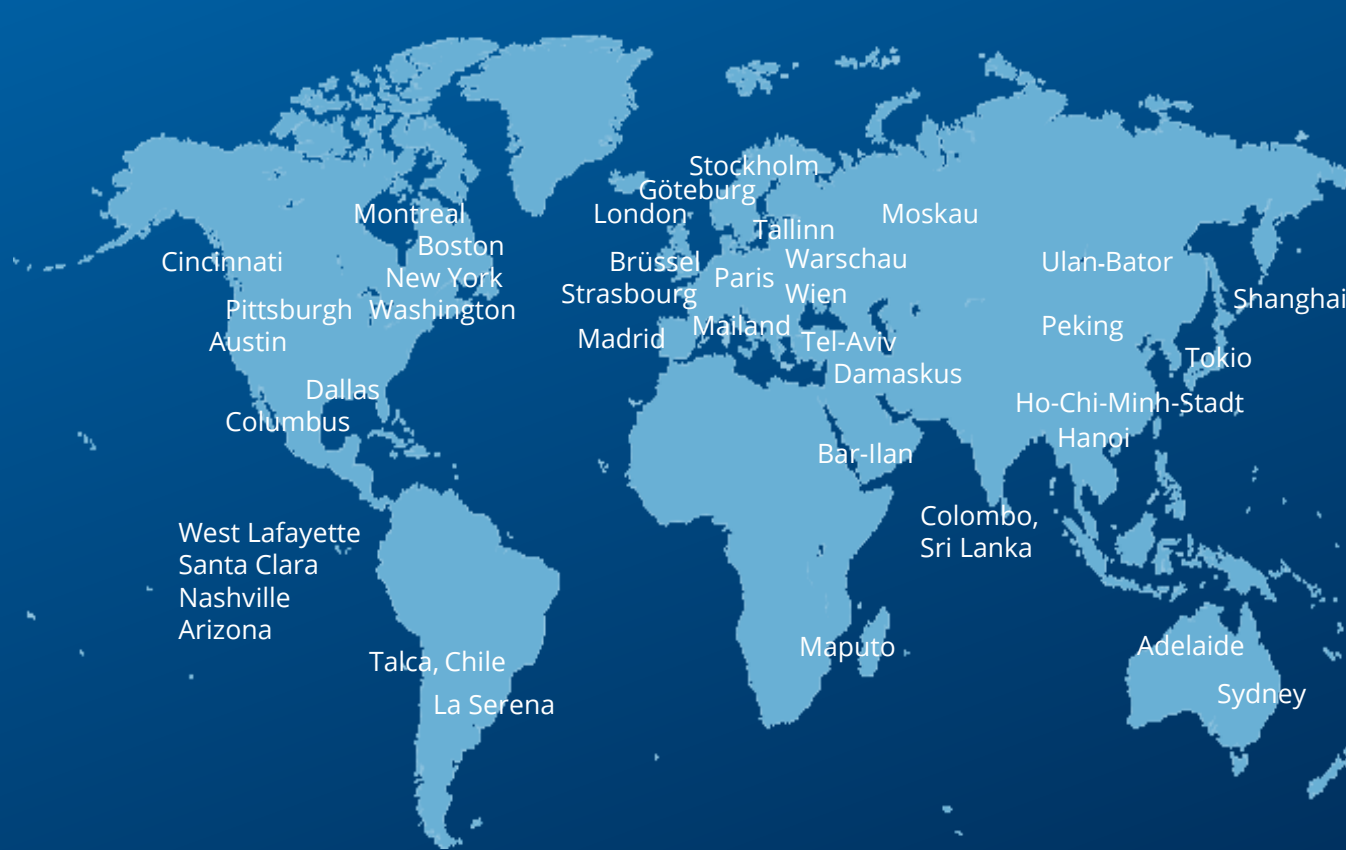 Stockholm
Göteburg
Montreal
London
Moskau
Tallinn
Boston
Cincinnati
Brüssel
Warschau
Ulan-Bator
New York
Paris
Strasbourg
Wien
Shanghai
Pittsburgh
Washington
Mailand
Peking
Madrid
Austin
Tel-Aviv
Tokio
Damaskus
Dallas
Ho-Chi-Minh-Stadt
Columbus
Hanoi
Bar-Ilan
Colombo,
Sri Lanka
West Lafayette
Santa Clara
Nashville
Arizona
Maputo
Adelaide
Talca, Chile
Sydney
La Serena